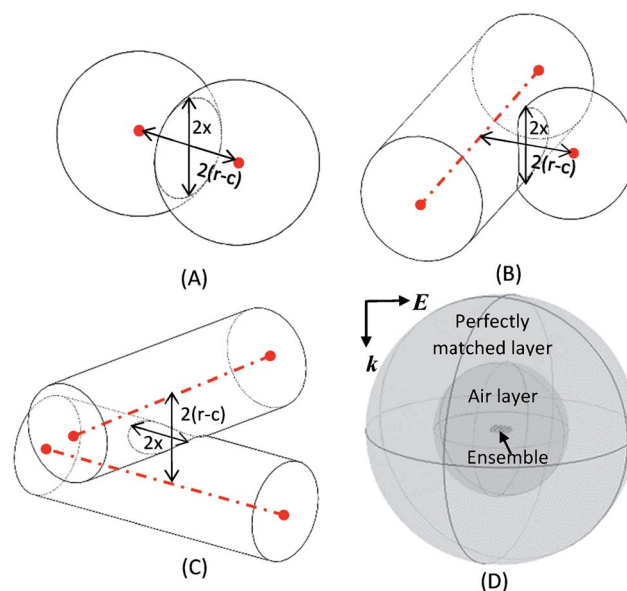 2x
2(r-c)
(A)
2x
2(r-c)
(B)
2(r-c)
2x
(C)
E
k
Perfectly
matched layer
Air layer
Ensemble
(D)